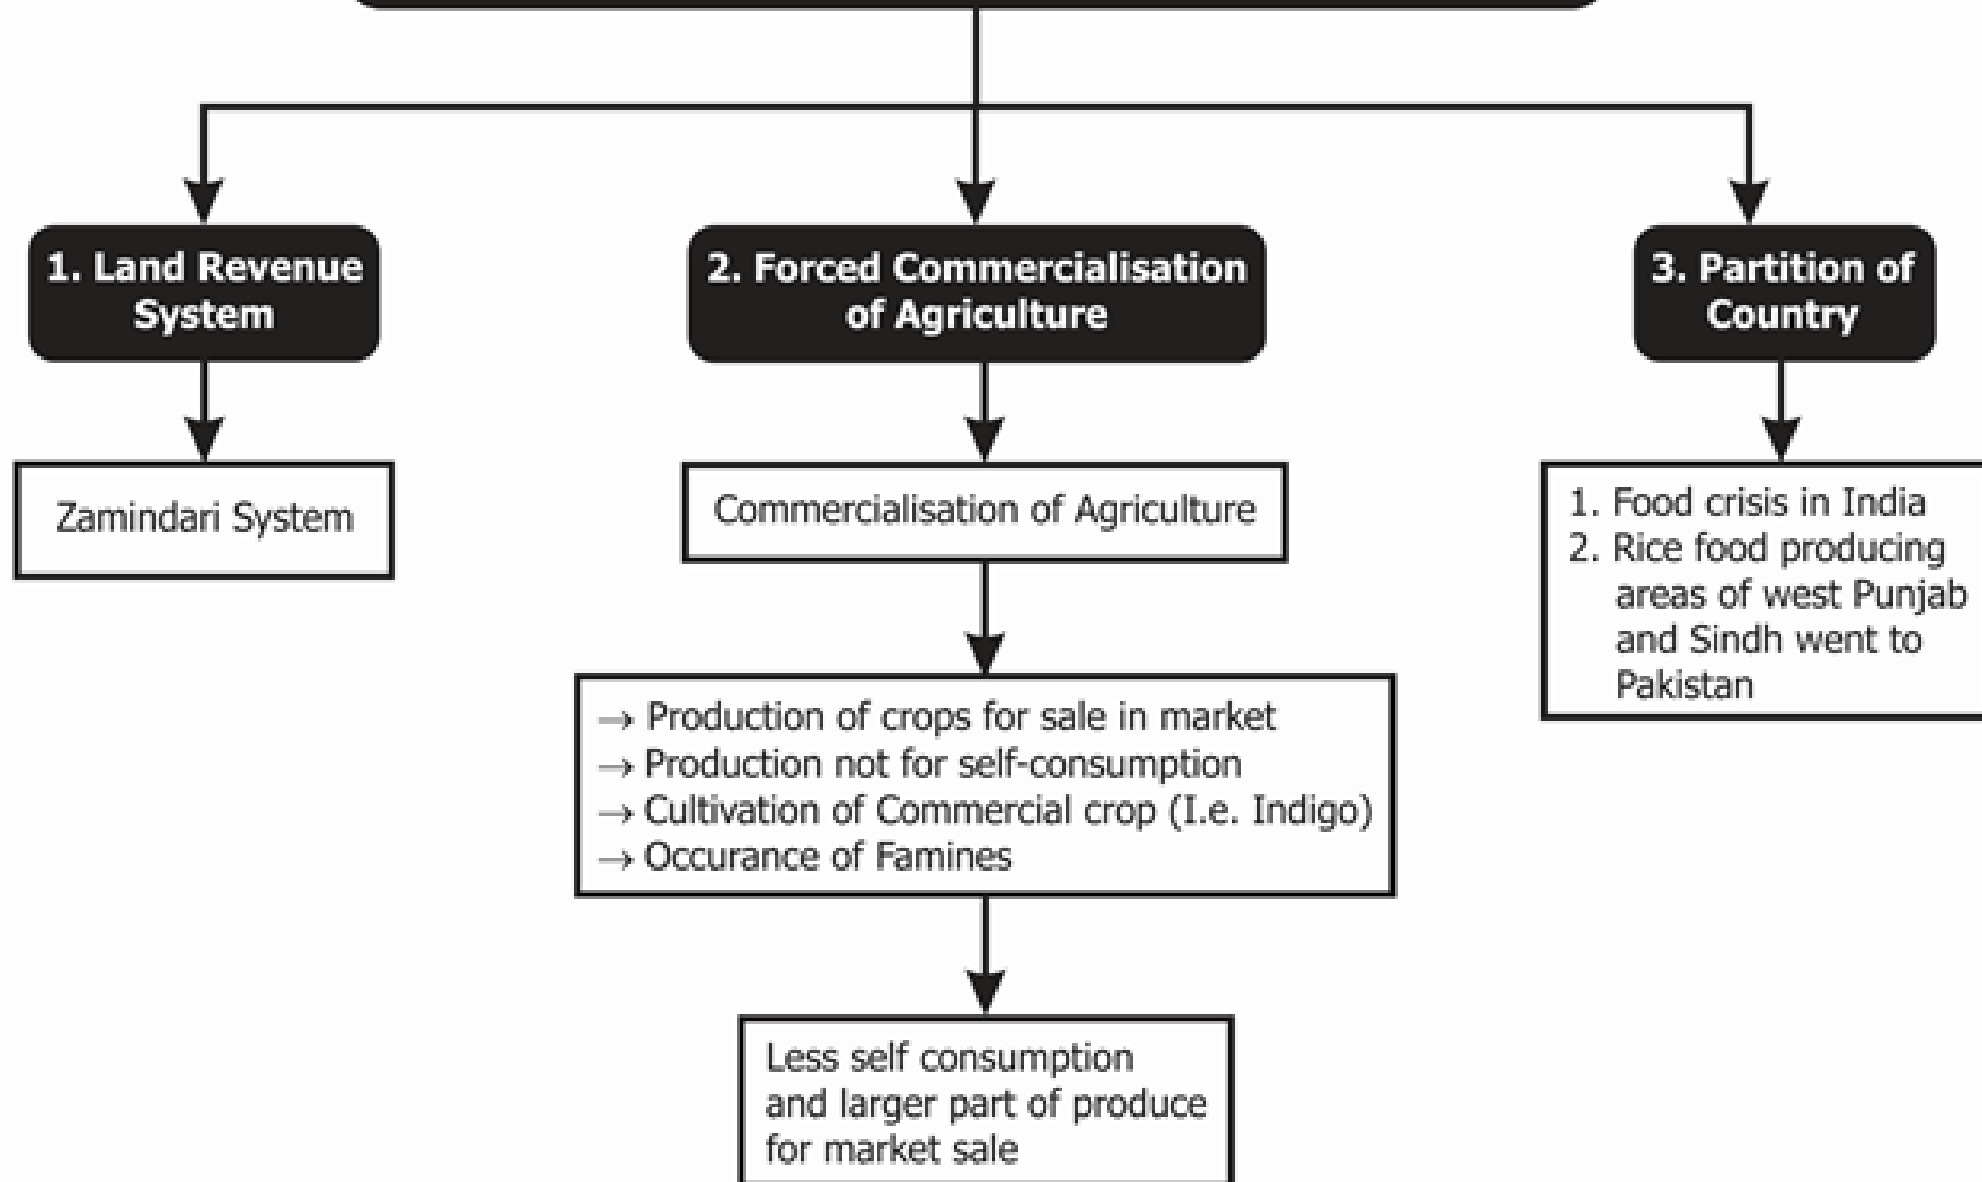 1. Land Revenue
System
2. Forced Commercialisation
of Agriculture
3. Partition of
Country
Zamindari System
Commercialisation of Agriculture
1. Food crisis in India
2. Rice food producing
areas of west Punjab
and Sindh went to
Pakistan
→ Production of crops for sale in market
→ Production not for self-consumption
→ Cultivation of Commercial crop (I.e. Indigo)
→ Occurance of Famines
Less self consumption
and larger part of produce
for market sale